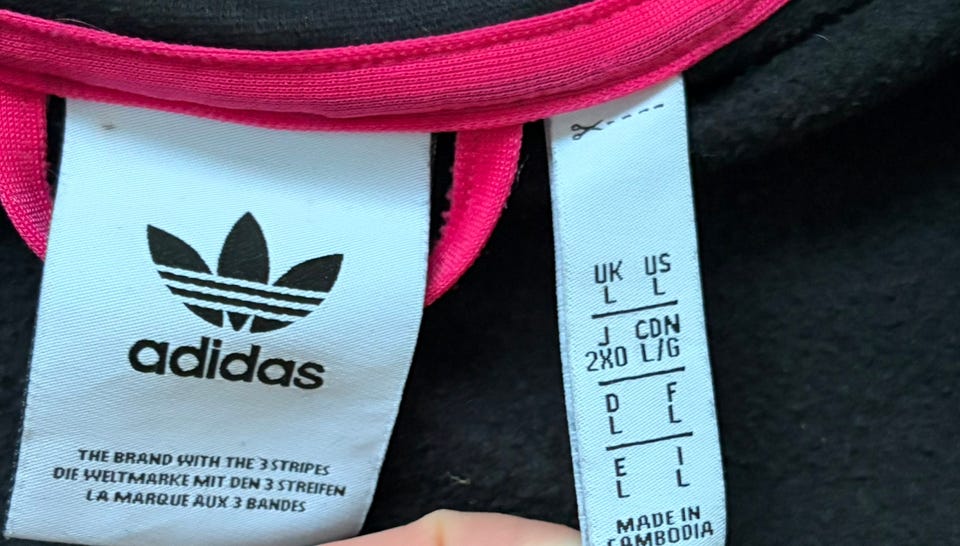 adidas
THE BRAND WITH THE 3 STRIPES
DIE WELTMARKE MIT DEN 3 STREIFEN
LA MARQUE AUX 3 BANDES
UK US
L L
J CDN
2XO L/G
D F
L L
E I
L L
MADE IN
CAMBODIA